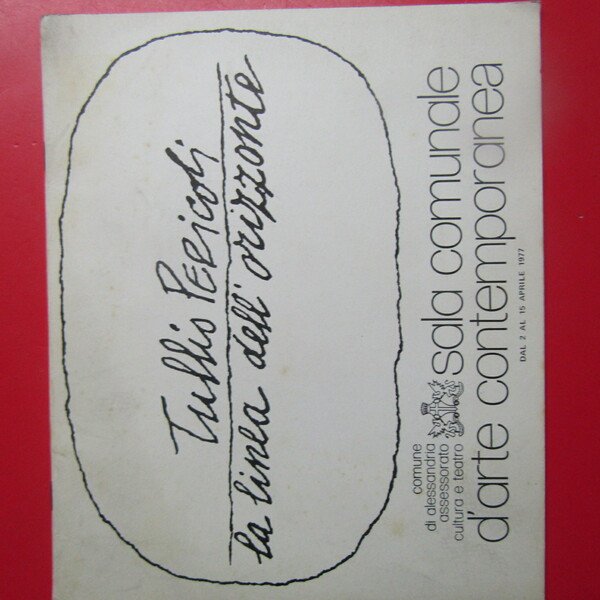 Tullio PERicoli
la linea dell'orizzonte
comune
di alessandria
assessorato
cultura e teatro
sala comunale
d'arte contemporanea
DAL 2 AL 15 APRILE 1977